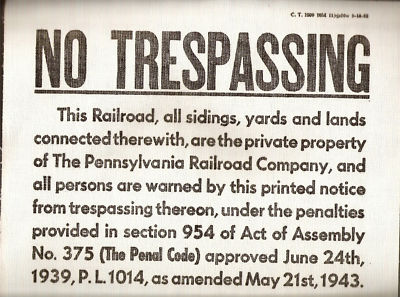 NO TRESPASSING
This Railroad, all sidings, yards and lands
connected therewith, are the private property
of The Pennsylvania Railroad Company, and
all persons are warned by this printed notice
from trespassing thereon, under the penalties
provided in section 954 of Act of Assembly
No. 375 (The Penal Code) approved June 24th,
1939, P. L. 1014, as amended May 21st, 1943.